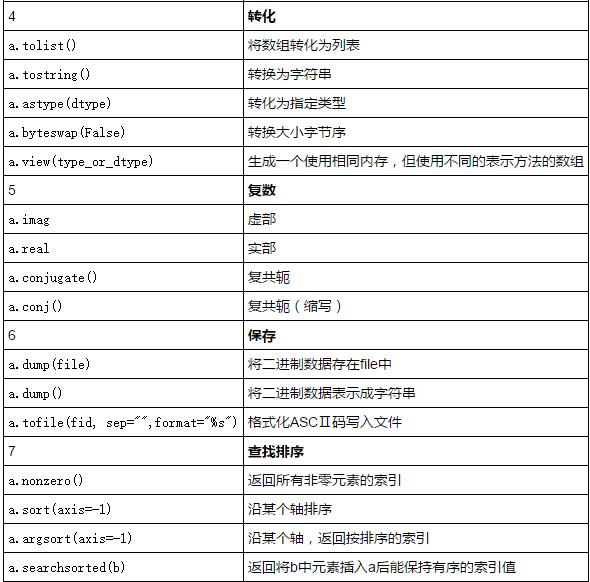 4 转化
a.tolist() 将数组转化为列表
a.tostring() 转换为字符串
a.astype(dtype) 转化为指定类型
a.byteswap(False) 转换大小字节序
a.view(type_or_dtype) 生成一个使用相同内存，但使用不同的表示方法的数组
5 复数
a.imag 虚部
a.real 实部
a.conjugate() 复共轭
a.conj() 复共轭（缩写）
6 保存
a.dump(file) 将二进制数据存在file中
a.dump() 将二进制数据表示成字符串
a.tofile(fid, sep="",format="%s") 格式化ASCⅡ码写入文件
7 查找排序
a.nonzero() 返回所有非零元素的索引
a.sort(axis=-1) 沿某个轴排序
a.argsort(axis=-1) 沿某个轴，返回按排序的索引
a.searchsorted(b) 返回将b中元素插入a后能保持有序的索引值